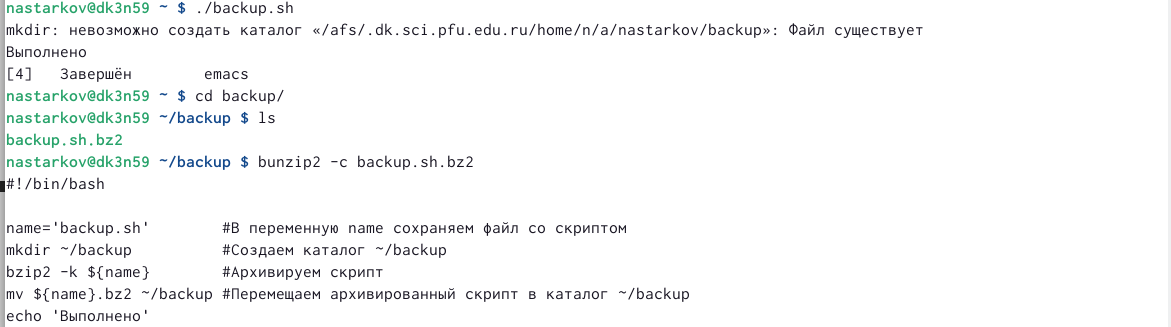 nastarkov@dk3n59 ~ $ ./backup.sh
mkdir: невозможно создать каталог «/afs/.dk.sci.pfu.edu.ru/home/n/a/nastarkov/backup»: Файл существует
Выполнено
[4]   Завершён        emacs
nastarkov@dk3n59 ~ $ cd backup/
nastarkov@dk3n59 ~/backup $ ls
backup.sh.bz2
nastarkov@dk3n59 ~/backup $ bunzip2 -c backup.sh.bz2
#!/bin/bash

name='backup.sh'        #В переменную name сохраняем файл со скриптом
mkdir ~/backup          #Создаем каталог ~/backup
bzip2 -k ${name}        #Архивируем скрипт
mv ${name}.bz2 ~/backup #Перемещаем архивированный скрипт в каталог ~/backup
echo 'Выполнено'